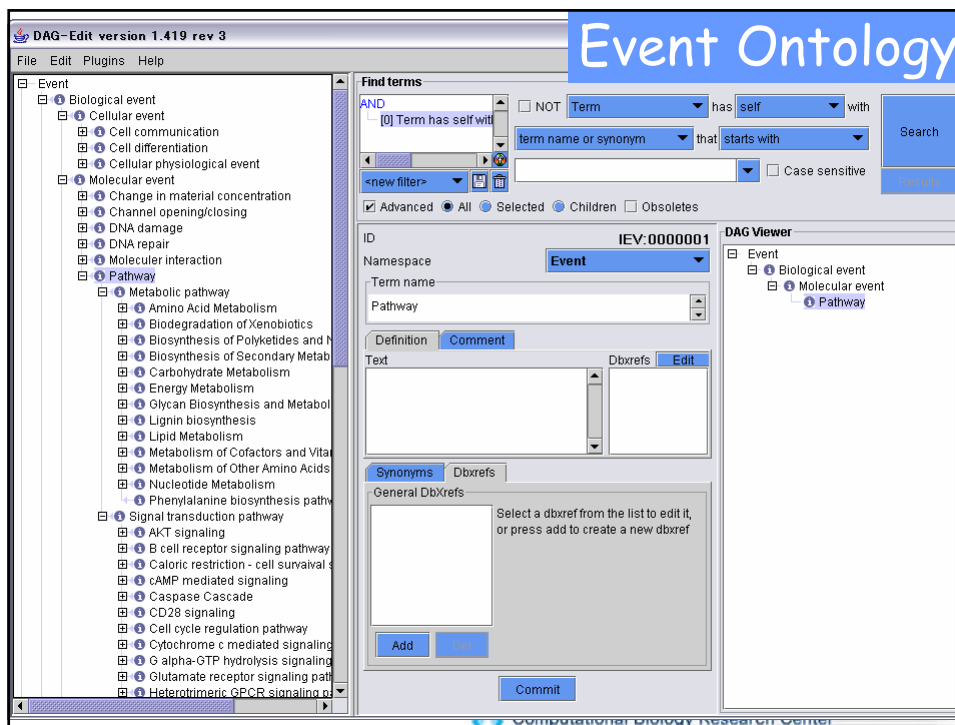 Event Ontology
DAG-Edit version 1.419 rev 3
File Edit Plugins Help
Event
Biological event
Cellular event
Cell communication
Cell differentiation
Cellular physiological event
Molecular event
Change in material concentration
Channel opening/closing
DNA damage
DNA repair
Moleculer interaction
Pathway
Metabolic pathway
Amino Acid Metabolism
Biodegradation of Xenobiotics
Biosynthesis of Polyketides and N
Biosynthesis of Secondary Metab
Carbohydrate Metabolism
Energy Metabolism
Glycan Biosynthesis and Metabol
Lignin biosynthesis
Lipid Metabolism
Metabolism of Cofactors and Vitar
Metabolism of Other Amino Acids
Nucleotide Metabolism
Phenylalanine biosynthesis pathw
Signal transduction pathway
AKT signaling
B cell receptor signaling pathway
Caloric restriction - cell survaival s
cAMP mediated signaling
Caspase Cascade
CD28 signaling
Cell cycle regulation pathway
Cytochrome c mediated signaling
G alpha-GTP hydrolysis signaling
Glutamate receptor signaling path
Heterotrimeric GPCR signaling pa
Find terms
AND
[0] Term has self with
<new filter>
NOT Term has self with
term name or synonym that starts with
Case sensitive
Search
Results
Advanced All Selected Children Obsoletes
ID IEV:0000001
Namespace Event
Term name
Pathway
Definition Comment
Text Dbxrefs Edit
Synonyms Dbxrefs
General DbXrefs
Select a dbxref from the list to edit it,
or press add to create a new dbxref
Add Del
Commit
DAG Viewer
Event
Biological event
Molecular event
Pathway
Computational Biology Research Center